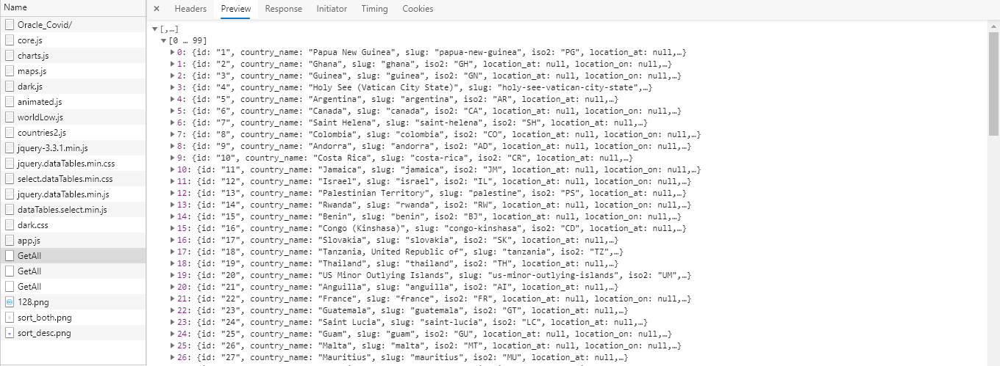 Name
Oracle_Covid/
core.js
charts.js
maps.js
dark.js
animated.js
worldLow.js
countries2.js
jquery-3.3.1.min.js
jquery.dataTables.min.css
select.dataTables.min.css
jquery.dataTables.min.js
dataTables.select.min.js
dark.css
app.js
GetAll
GetAll
GetAll
128.png
sort_both.png
sort_desc.png
× Headers Preview Response Initiator Timing Cookies
▼[,…]
▼[0 … 99]
▶0: {id: "1", country_name: "Papua New Guinea", slug: "papua-new-guinea", iso2: "PG", location_at: null,…}
▶1: {id: "2", country_name: "Ghana", slug: "ghana", iso2: "GH", location_at: null, location_on: null,…}
▶2: {id: "3", country_name: "Guinea", slug: "guinea", iso2: "GN", location_at: null, location_on: null,…}
▶3: {id: "4", country_name: "Holy See (Vatican City State)", slug: "holy-see-vatican-city-state",…}
▶4: {id: "5", country_name: "Argentina", slug: "argentina", iso2: "AR", location_at: null,…}
▶5: {id: "6", country_name: "Canada", slug: "canada", iso2: "CA", location_at: null, location_on: null,…}
▶6: {id: "7", country_name: "Saint Helena", slug: "saint-helena", iso2: "SH", location_at: null,…}
▶7: {id: "8", country_name: "Colombia", slug: "colombia", iso2: "CO", location_at: null, location_on: null,…}
▶8: {id: "9", country_name: "Andorra", slug: "andorra", iso2: "AD", location_at: null, location_on: null,…}
▶9: {id: "10", country_name: "Costa Rica", slug: "costa-rica", iso2: "CR", location_at: null,…}
▶10: {id: "11", country_name: "Jamaica", slug: "jamaica", iso2: "JM", location_at: null, location_on: null,…}
▶11: {id: "12", country_name: "Israel", slug: "israel", iso2: "IL", location_at: null, location_on: null,…}
▶12: {id: "13", country_name: "Palestinian Territory", slug: "palestine", iso2: "PS", location_at: null,…}
▶13: {id: "14", country_name: "Rwanda", slug: "rwanda", iso2: "RW", location_at: null, location_on: null,…}
▶14: {id: "15", country_name: "Benin", slug: "benin", iso2: "BJ", location_at: null, location_on: null,…}
▶15: {id: "16", country_name: "Congo (Kinshasa)", slug: "congo-kinshasa", iso2: "CD", location_at: null,…}
▶16: {id: "17", country_name: "Slovakia", slug: "slovakia", iso2: "SK", location_at: null,…}
▶17: {id: "18", country_name: "Tanzania, United Republic of", slug: "tanzania", iso2: "TZ",…}
▶18: {id: "19", country_name: "Thailand", slug: "thailand", iso2: "TH", location_at: null,…}
▶19: {id: "20", country_name: "US Minor Outlying Islands", slug: "us-minor-outlying-islands", iso2: "UM",…}
▶20: {id: "21", country_name: "Anguilla", slug: "anguilla", iso2: "AI", location_at: null,…}
▶21: {id: "22", country_name: "France", slug: "france", iso2: "FR", location_at: null, location_on: null,…}
▶22: {id: "23", country_name: "Guatemala", slug: "guatemala", iso2: "GT", location_at: null,…}
▶23: {id: "24", country_name: "Saint Lucia", slug: "saint-lucia", iso2: "LC", location_at: null,…}
▶24: {id: "25", country_name: "Guam", slug: "guam", iso2: "GU", location_at: null, location_on: null,…}
▶25: {id: "26", country_name: "Malta", slug: "malta", iso2: "MT", location_at: null, location_on: null,…}
▶26: {id: "27", country_name: "Mauritius", slug: "mauritius", iso2: "MU", location_at: null,…}